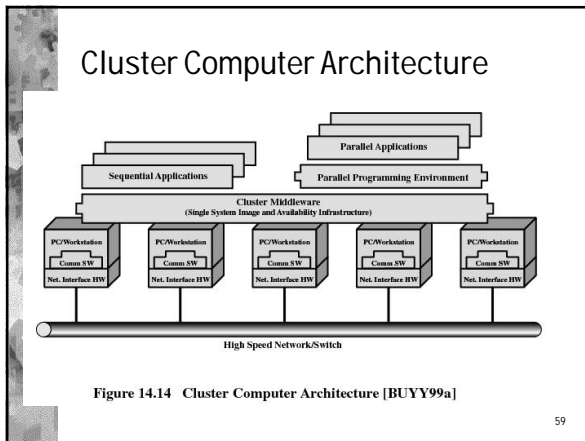 Cluster Computer Architecture
Parallel Applications
Sequential Applications
Parallel Programming Environment
Cluster Middleware
(Single System Image and Availability Infrastructure)
PC/Workstation
Comm SW
Net. Interface HW
PC/Workstation
Comm SW
Net. Interface HW
PC/Workstation
Comm SW
Net. Interface HW
PC/Workstation
Comm SW
Net. Interface HW
PC/Workstation
Comm SW
Net. Interface HW
High Speed Network/Switch
Figure 14.14 Cluster Computer Architecture [BUYY99a]
59